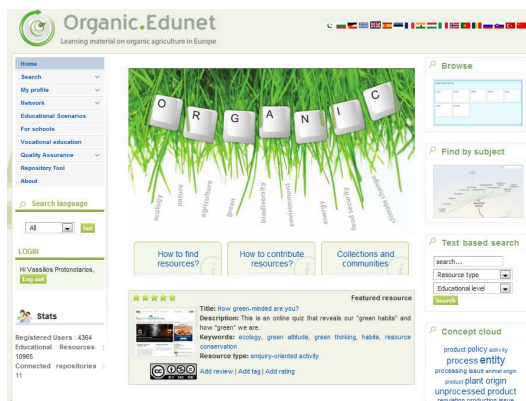 Organic.Edunet
Learning material on organic agriculture in Europe
Home
Search
My profile
Network
Educational Scenarios
For schools
Vocational education
Quality Assurance
Repository Tool
About
Search language
All
Set
LOGIN
Hi Vassilios Protonotarios,
Log out
Stats
Registered Users : 4364
Educational Resources :
10965
Connected repositories :
11
O R G A N I C
ecology
nature
agriculture
green
biodiversity
environment
energy
food security
climate change
How to find
resources?
How to contribute
resources?
Collections and
communities
Featured resource
Title: How green-minded are you?
Description: This is an online quiz that reveals our "green habits" and
how "green" we are.
Keywords: ecology, green attitude, green thinking, habits, resource
conservation
Resource type: enquiry-oriented activity
Add review | Add tag | Add rating
CC BY NC ND
Browse
Find by subject
Text based search
search...
Resource type
Educational level
Search
Concept cloud
product policy activity
process entity
processing issue animal origin
product plant origin
unprocessed product
regulation production issue